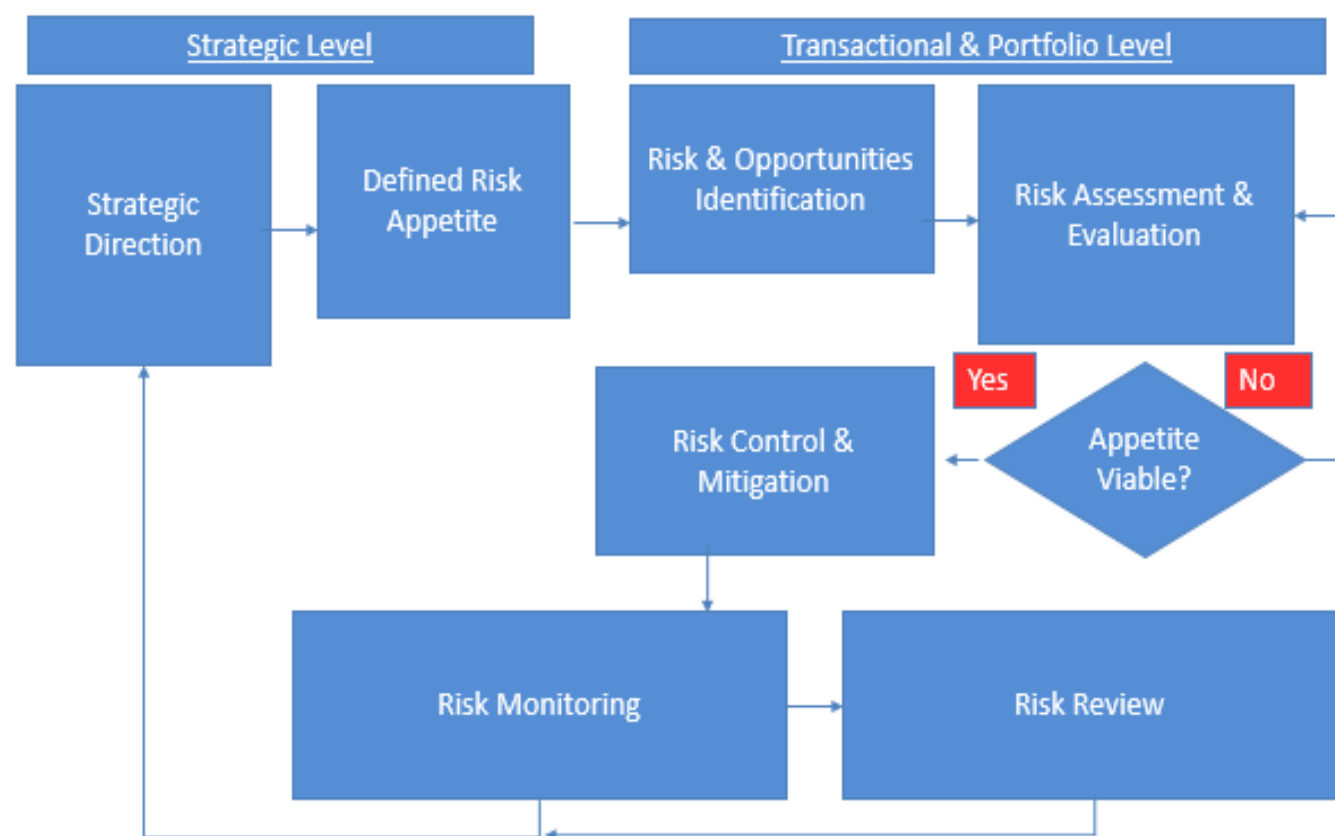 Strategic Level
Transactional & Portfolio Level
Strategic
Direction
Defined Risk
Appetite
Risk & Opportunities
Identification
Risk Assessment &
Evaluation
Yes
No
Risk Control &
Mitigation
Appetite
Viable?
Risk Monitoring
Risk Review